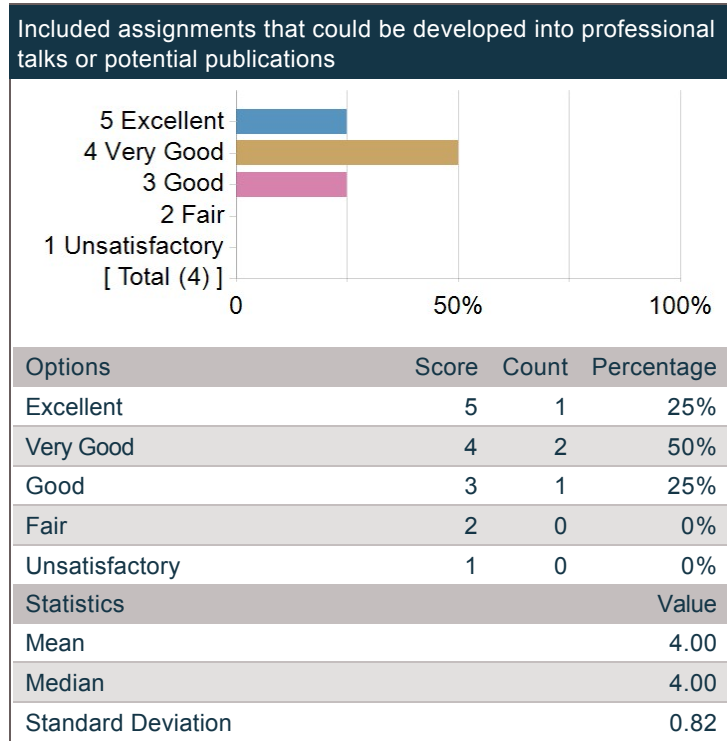 Included assignments that could be developed into professional
talks or potential publications
5 Excellent
4 Very Good
3 Good
2 Fair
1 Unsatisfactory
[ Total (4) ]
0 50% 100%
Options Score Count Percentage
Excellent 5 1 25%
Very Good 4 2 50%
Good 3 1 25%
Fair 2 0 0%
Unsatisfactory 1 0 0%
Statistics Value
Mean 4.00
Median 4.00
Standard Deviation 0.82